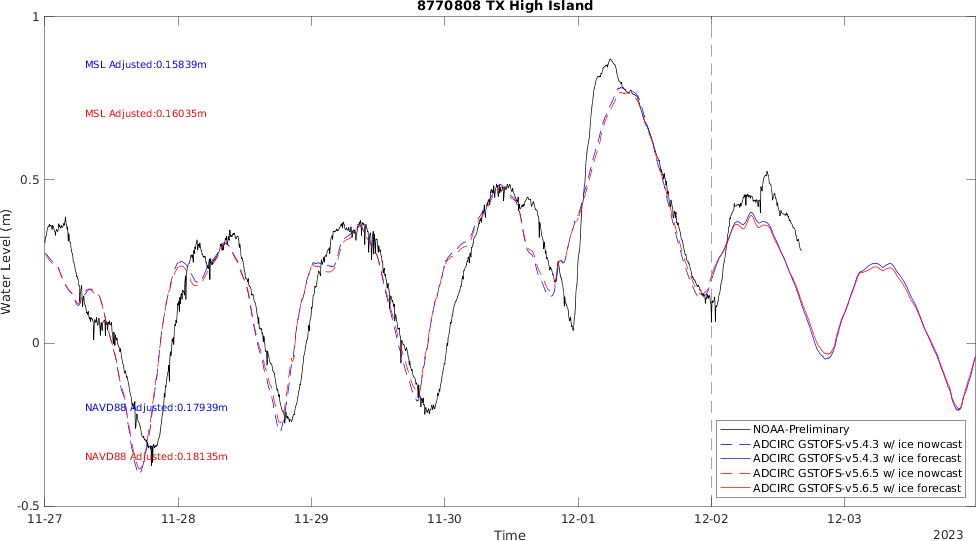 8770808 TX High Island
1
0.5
0
-0.5
Water Level (m)
MSL Adjusted:0.15839m
MSL Adjusted:0.16035m
NAVD88 Adjusted:0.17939m
NAVD88 Adjusted:0.18135m
NOAA-Preliminary
ADCIRC GSTOFS-v5.4.3 w/ ice nowcast
ADCIRC GSTOFS-v5.4.3 w/ ice forecast
ADCIRC GSTOFS-v5.6.5 w/ ice nowcast
ADCIRC GSTOFS-v5.6.5 w/ ice forecast
11-27 11-28 11-29 11-30 12-01 12-02 12-03
Time
2023